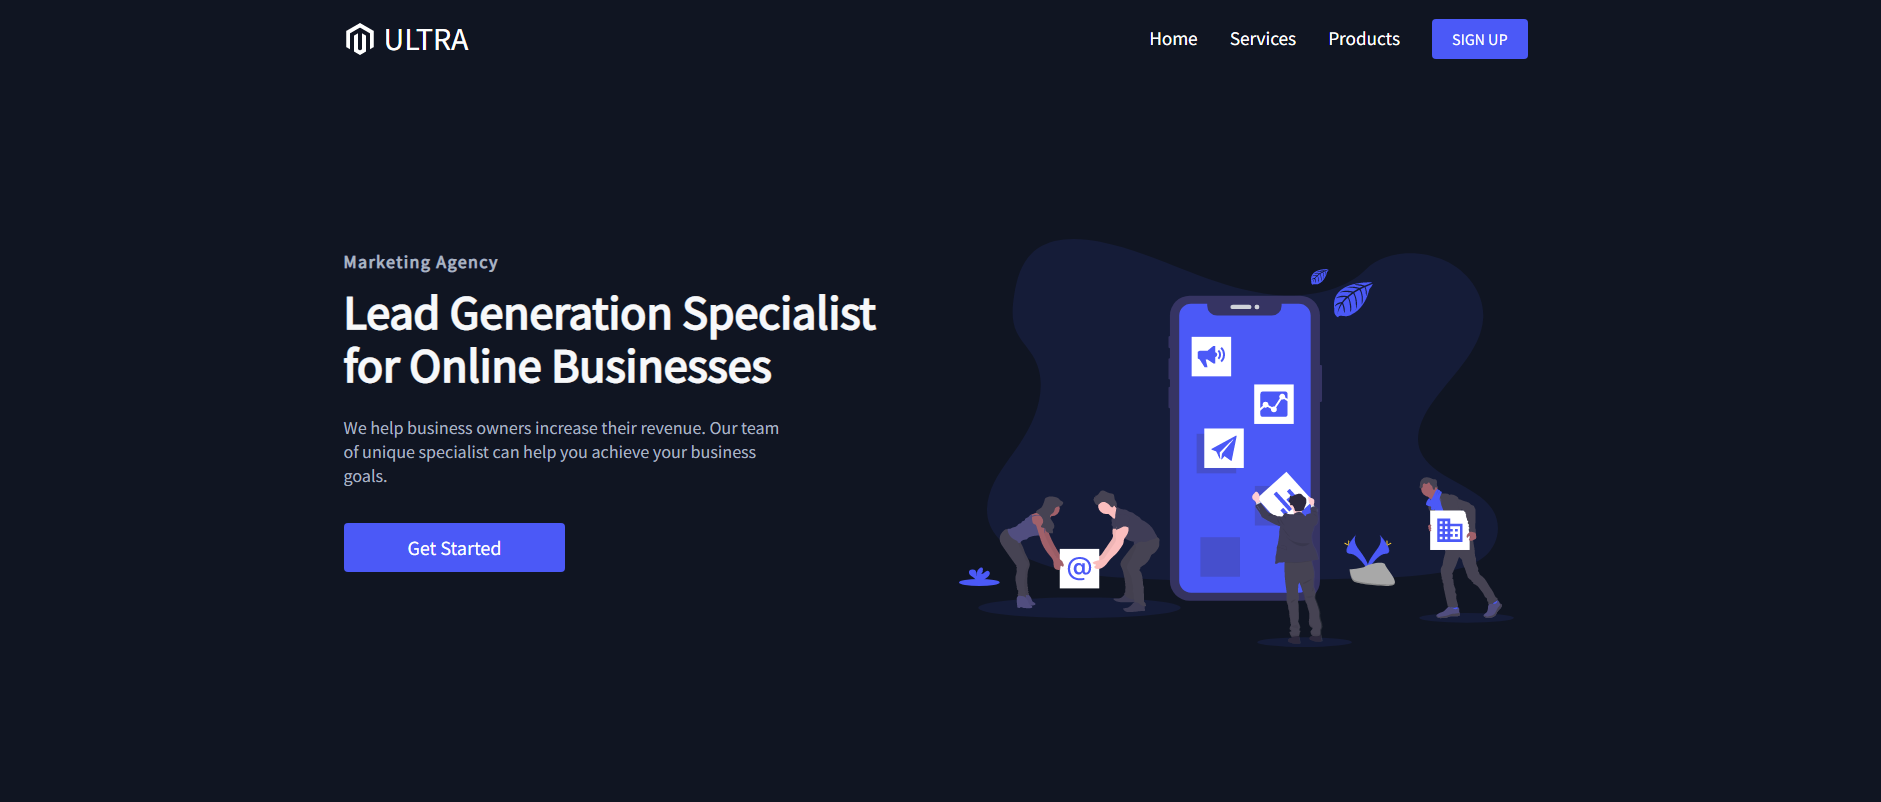 ULTRA
Home
Services
Products
SIGN UP
Marketing Agency
Lead Generation Specialist
for Online Businesses
We help business owners increase their revenue. Our team
of unique specialist can help you achieve your business
goals.
Get Started
@